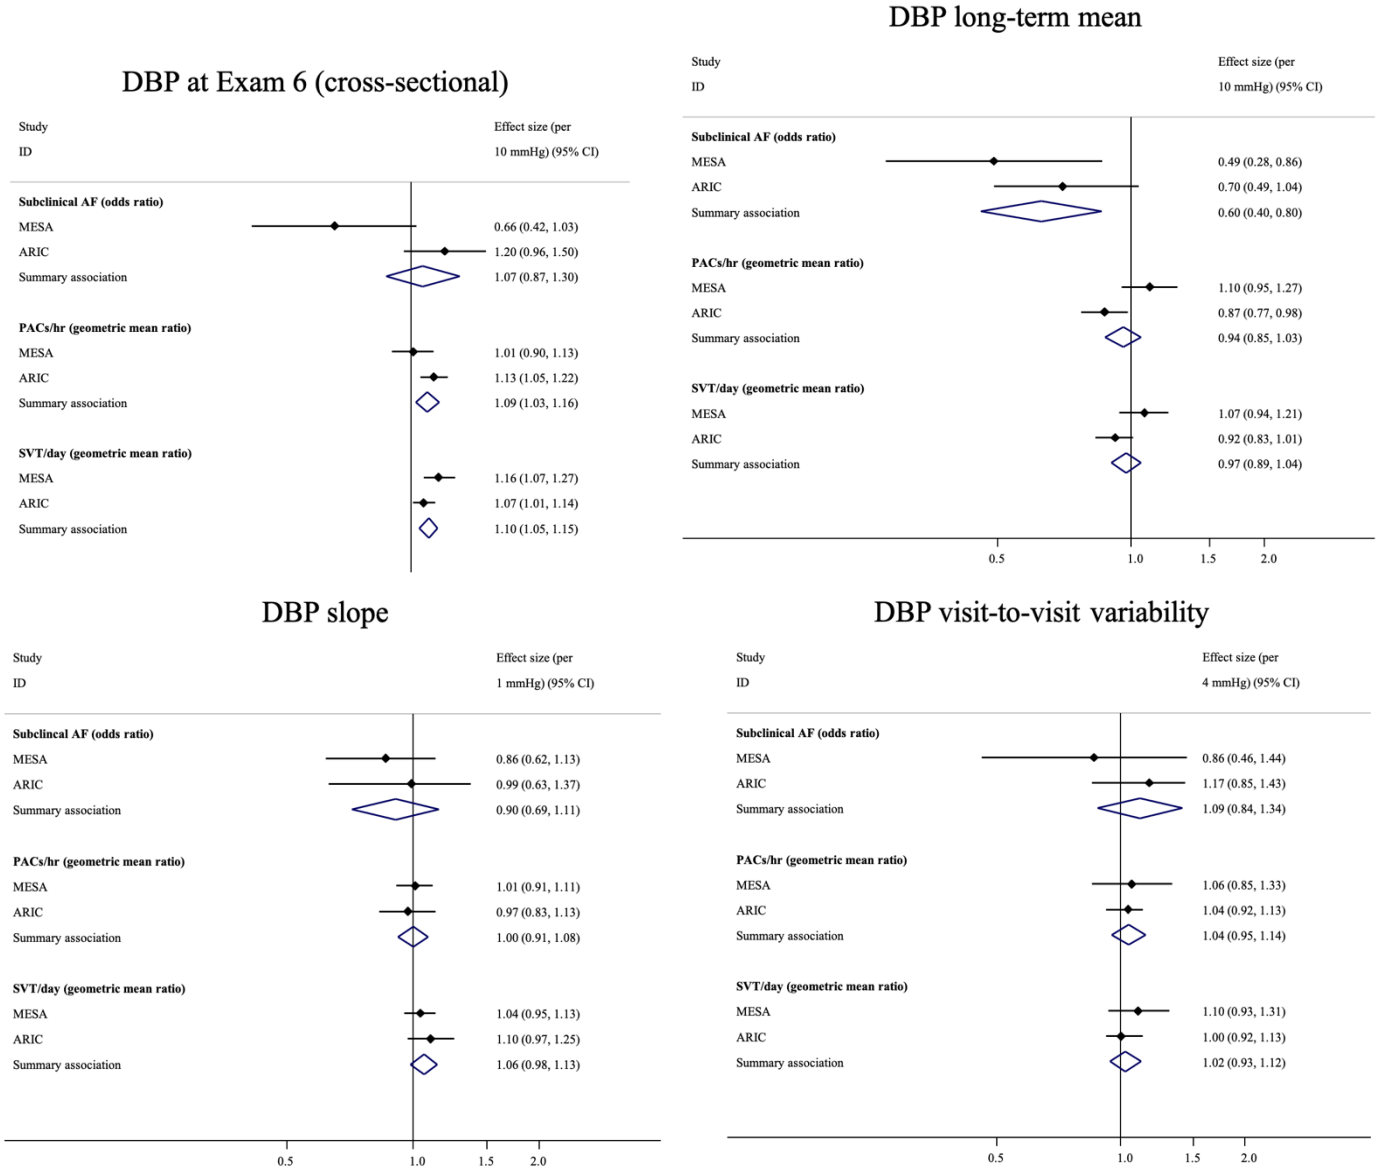 DBP at Exam 6 (cross-sectional)
Study Effect size (per
ID 10 mmHg) (95% CI)
Subclinical AF (odds ratio)
MESA 0.66 (0.42, 1.03)
ARIC 1.20 (0.96, 1.50)
Summary association 1.07 (0.87, 1.30)
PACs/hr (geometric mean ratio)
MESA 1.01 (0.90, 1.13)
ARIC 1.13 (1.05, 1.22)
Summary association 1.09 (1.03, 1.16)
SVT/day (geometric mean ratio)
MESA 1.16 (1.07, 1.27)
ARIC 1.07 (1.01, 1.14)
Summary association 1.10 (1.05, 1.15)
DBP long-term mean
Study Effect size (per
ID 10 mmHg) (95% CI)
Subclinical AF (odds ratio)
MESA 0.49 (0.28, 0.86)
ARIC 0.70 (0.49, 1.04)
Summary association 0.60 (0.40, 0.80)
PACs/hr (geometric mean ratio)
MESA 1.10 (0.95, 1.27)
ARIC 0.87 (0.77, 0.98)
Summary association 0.94 (0.85, 1.03)
SVT/day (geometric mean ratio)
MESA 1.07 (0.94, 1.21)
ARIC 0.92 (0.83, 1.01)
Summary association 0.97 (0.89, 1.04)
0.5 1.0 1.5 2.0
DBP slope
Study Effect size (per
ID 1 mmHg) (95% CI)
Subclincal AF (odds ratio)
MESA 0.86 (0.62, 1.13)
ARIC 0.99 (0.63, 1.37)
Summary association 0.90 (0.69, 1.11)
PACs/hr (geometric mean ratio)
MESA 1.01 (0.91, 1.11)
ARIC 0.97 (0.83, 1.13)
Summary association 1.00 (0.91, 1.08)
SVT/day (geometric mean ratio)
MESA 1.04 (0.95, 1.13)
ARIC 1.10 (0.97, 1.25)
Summary association 1.06 (0.98, 1.13)
0.5 1.0 1.5 2.0
DBP visit-to-visit variability
Study Effect size (per
ID 4 mmHg) (95% CI)
Subclinical AF (odds ratio)
MESA 0.86 (0.46, 1.44)
ARIC 1.17 (0.85, 1.43)
Summary association 1.09 (0.84, 1.34)
PACs/hr (geometric mean ratio)
MESA 1.06 (0.85, 1.33)
ARIC 1.04 (0.92, 1.13)
Summary association 1.04 (0.95, 1.14)
SVT/day (geometric mean ratio)
MESA 1.10 (0.93, 1.31)
ARIC 1.00 (0.92, 1.13)
Summary association 1.02 (0.93, 1.12)
0.5 1.0 1.5 2.0